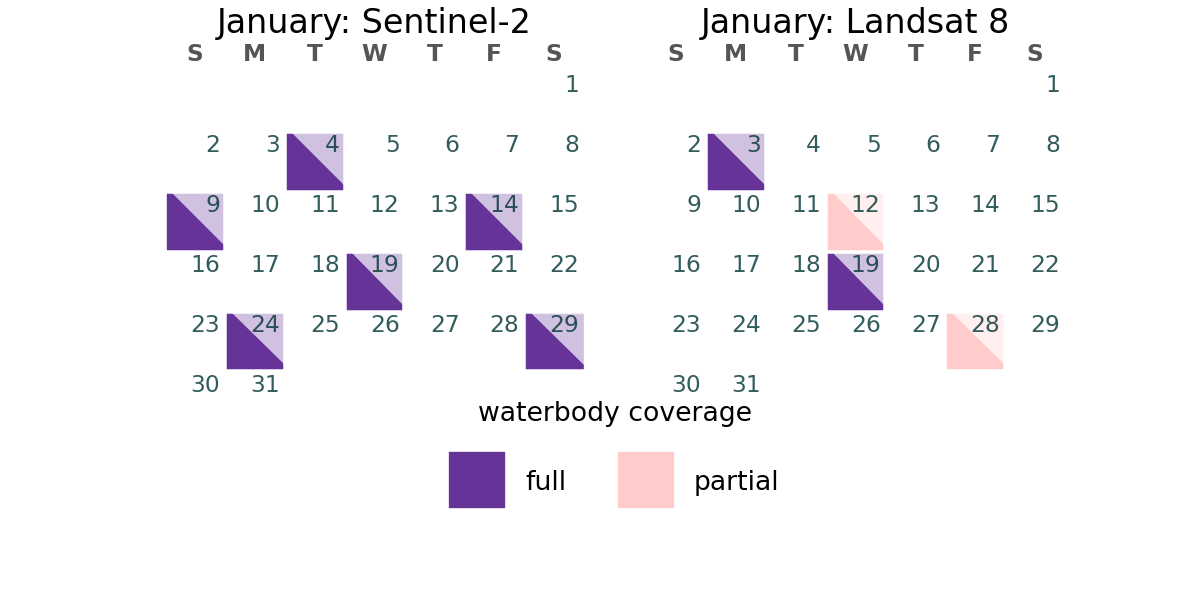 January: Sentinel-2
S M T W T F S
1
2 3 4 5 6 7 8
9 10 11 12 13 14 15
16 17 18 19 20 21 22
23 24 25 26 27 28 29
30 31
January: Landsat 8
S M T W T F S
1
2 3 4 5 6 7 8
9 10 11 12 13 14 15
16 17 18 19 20 21 22
23 24 25 26 27 28 29
30 31
waterbody coverage
full partial